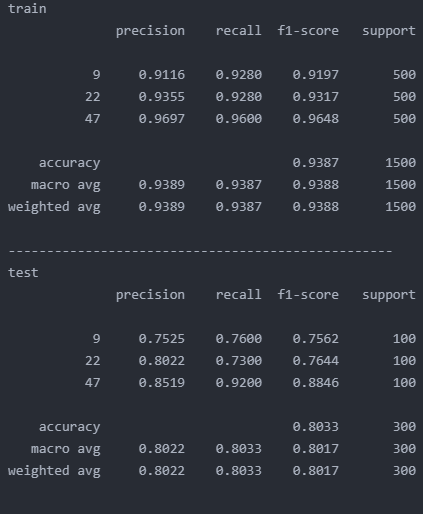 train
precision recall f1-score support
9 0.9116 0.9280 0.9197 500
22 0.9355 0.9280 0.9317 500
47 0.9697 0.9600 0.9648 500
accuracy 0.9387 1500
macro avg 0.9389 0.9387 0.9388 1500
weighted avg 0.9389 0.9387 0.9388 1500
--------------------------------------------------
test
precision recall f1-score support
9 0.7525 0.7600 0.7562 100
22 0.8022 0.7300 0.7644 100
47 0.8519 0.9200 0.8846 100
accuracy 0.8033 300
macro avg 0.8022 0.8033 0.8017 300
weighted avg 0.8022 0.8033 0.8017 300